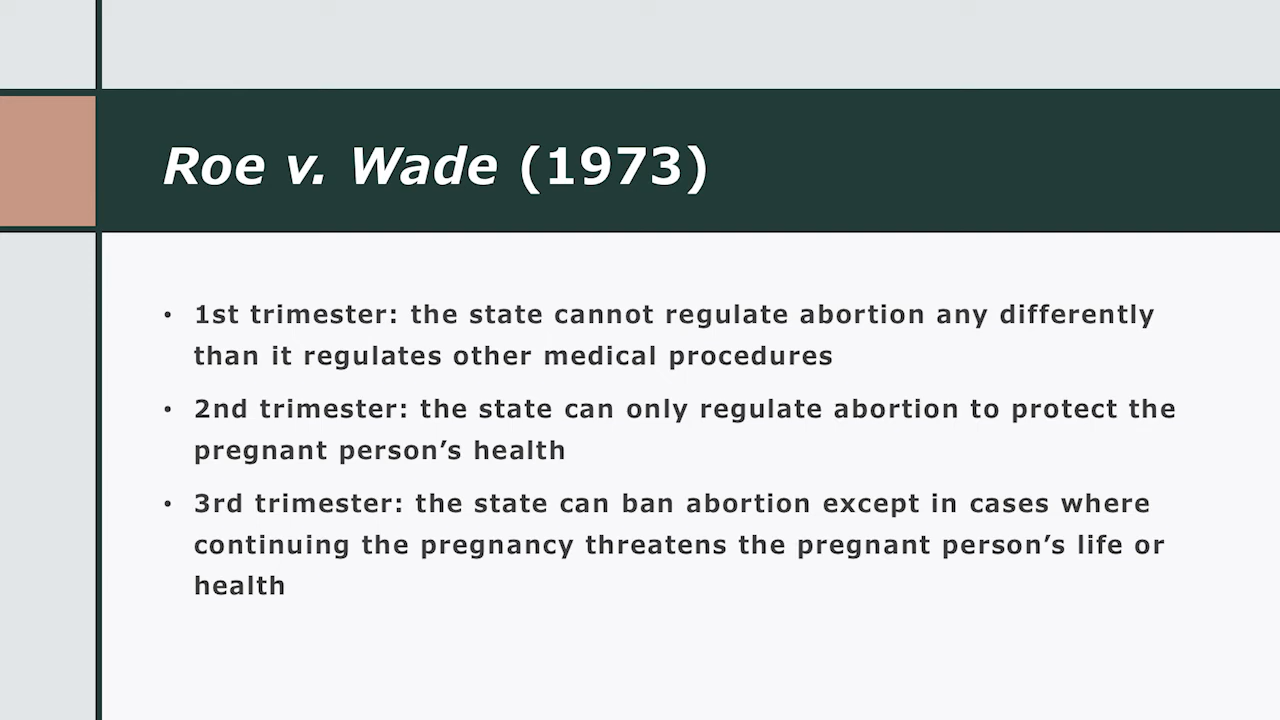 Roe v. Wade (1973)
• 1st trimester: the state cannot regulate abortion any differently
than it regulates other medical procedures
• 2nd trimester: the state can only regulate abortion to protect the
pregnant person’s health
• 3rd trimester: the state can ban abortion except in cases where
continuing the pregnancy threatens the pregnant person’s life or
health